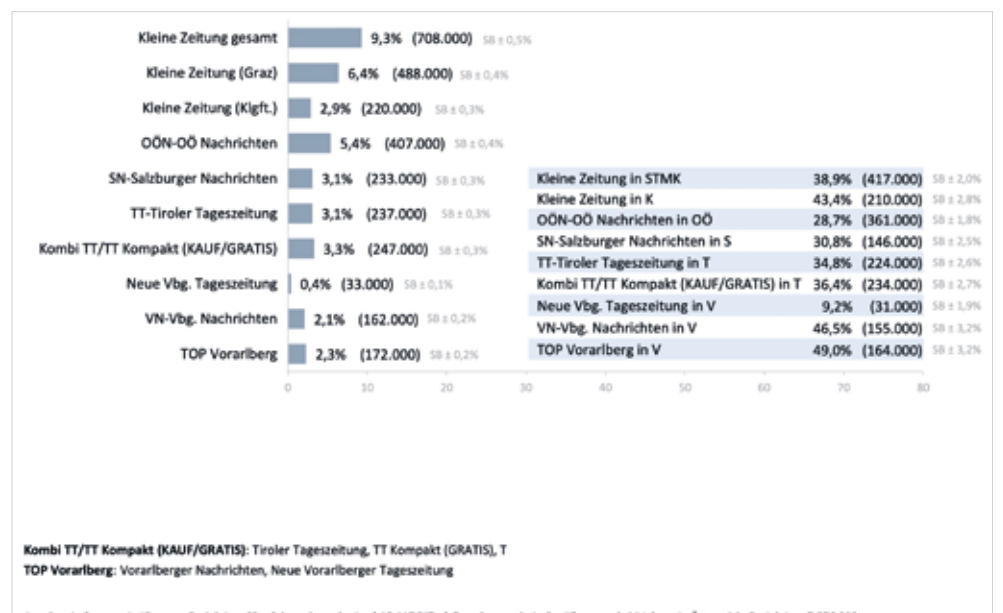 Kleine Zeitung gesamt 9,3% (708.000) SB ± 0,5%
Kleine Zeitung (Graz) 6,4% (488.000) SB ± 0,4%
Kleine Zeitung (Klgft.) 2,9% (220.000) SB ± 0,3%
OÖN-OÖ Nachrichten 5,4% (407.000) SB ± 0,4%
SN-Salzburger Nachrichten 3,1% (233.000) SB ± 0,3%
TT-Tiroler Tageszeitung 3,1% (237.000) SB ± 0,3%
Kombi TT/TT Kompakt (KAUF/GRATIS) 3,3% (247.000) SB ± 0,3%
Neue Vbg. Tageszeitung 0,4% (33.000) SB ± 0,1%
VN-Vbg. Nachrichten 2,1% (162.000) SB ± 0,2%
TOP Vorarlberg 2,3% (172.000) SB ± 0,2%
Kleine Zeitung in STMK 38,9% (417.000) SB ± 2,0%
Kleine Zeitung in K 43,4% (210.000) SB ± 2,8%
OÖN-OÖ Nachrichten in OÖ 28,7% (361.000) SB ± 1,8%
SN-Salzburger Nachrichten in S 30,8% (146.000) SB ± 2,5%
TT-Tiroler Tageszeitung in T 34,8% (224.000) SB ± 2,6%
Kombi TT/TT Kompakt (KAUF/GRATIS) in T 36,4% (234.000) SB ± 2,7%
Neue Vbg. Tageszeitung in V 9,2% (31.000) SB ± 1,9%
VN-Vbg. Nachrichten in V 46,5% (155.000) SB ± 3,2%
TOP Vorarlberg in V 49,0% (164.000) SB ± 3,2%
0 10 20 30 40 50 60 70 80
Kombi TT/TT Kompakt (KAUF/GRATIS): Tiroler Tageszeitung, TT Kompakt (GRATIS), T
TOP Vorarlberg: Vorarlberger Nachrichten, Neue Vorarlberger Tageszeitung